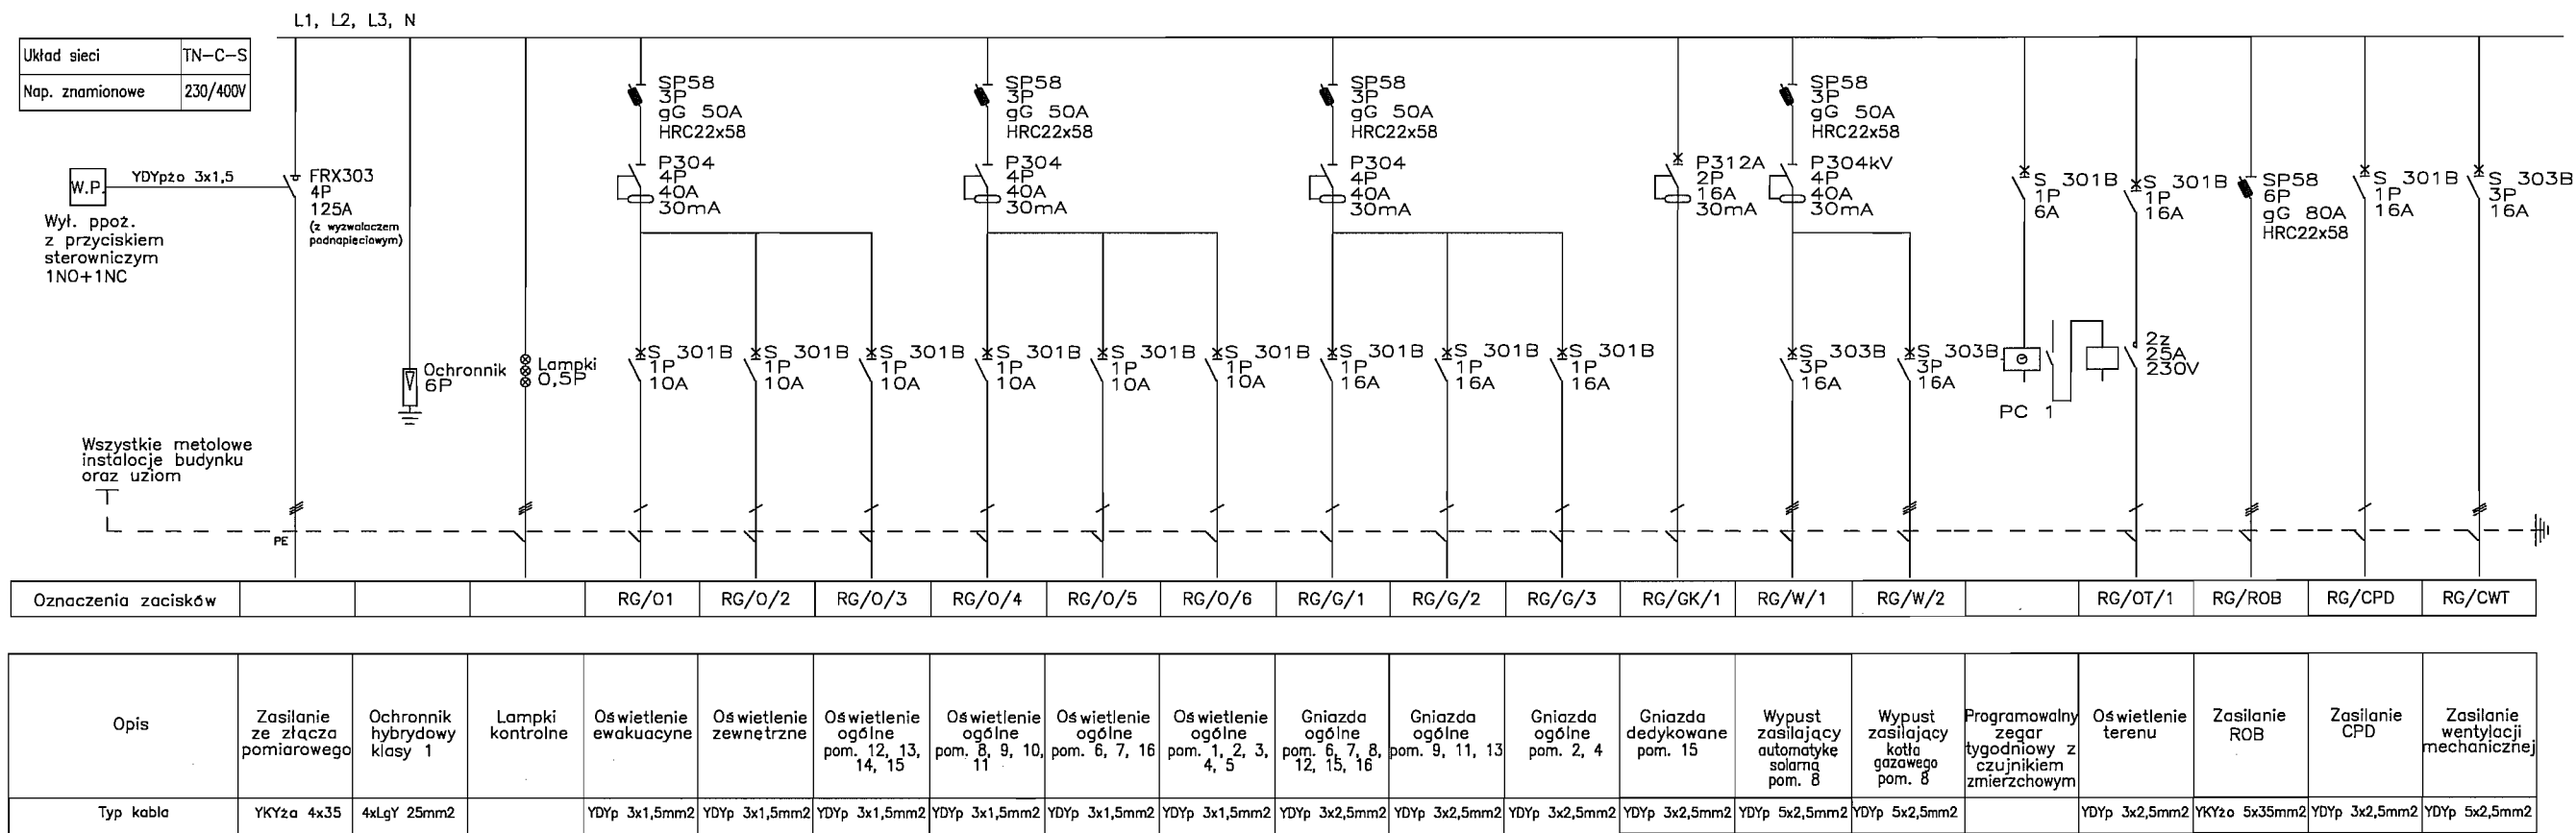 L1, L2, L3, N
Układ sieci TN-C-S
Nap. znamionowe 230/400V
W.P.
YDYpżo 3x1,5
Wył. ppoż.
z przyciskiem
sterowniczym
1NO+1NC
FRX303
4P
125A
(z wyzwalaczem
podnapięciowym)
Ochronnik
6P
Lampki
0,5P
SP58
3P
gG 50A
HRC22x58
P304
4P
40A
30mA
S 301B
1P
10A
S 301B
1P
10A
S 301B
1P
10A
SP58
3P
gG 50A
HRC22x58
P304
4P
40A
30mA
S 301B
1P
10A
S 301B
1P
10A
S 301B
1P
10A
SP58
3P
gG 50A
HRC22x58
P304
4P
40A
30mA
S 301B
1P
16A
S 301B
1P
16A
S 301B
1P
16A
P312A
2P
16A
30mA
SP58
3P
gG 50A
HRC22x58
P304kV
4P
40A
30mA
S 303B
3P
16A
S 303B
3P
16A
S 301B
1P
6A
PC 1
S 301B
1P
16A
2z
25A
230V
SP58
6P
gG 80A
HRC22x58
S 301B
1P
16A
S 303B
3P
16A
Wszystkie metolowe
instalocje budynku
oraz uziom
PE
Oznaczenia zacisków RG/O1 RG/O/2 RG/O/3 RG/O/4 RG/O/5 RG/O/6 RG/G/1 RG/G/2 RG/G/3 RG/GK/1 RG/W/1 RG/W/2 RG/OT/1 RG/ROB RG/CPD RG/CWT
Opis
Zasilanie
ze złącza
pomiarowego
Ochronnik
hybrydowy
klasy 1
Lampki
kontrolne
Oświetlenie
ewakuacyne
Oświetlenie
zewnętrzne
Oświetlenie
ogólne
pom. 12, 13,
14, 15
Oświetlenie
ogólne
pom. 8, 9, 10,
11
Oświetlenie
ogólne
pom. 6, 7, 16
Oświetlenie
ogólne
pom. 1, 2, 3,
4, 5
Gniazda
ogólne
pom. 6, 7, 8,
12, 15, 16
Gniazda
ogólne
pom. 9, 11, 13
Gniazda
ogólne
pom. 2, 4
Gniazda
dedykowane
pom. 15
Wypust
zasilający
automatykę
solarną
pom. 8
Wypust
zasilający
kotła
gazawego
pom. 8
Programowalny
zegar
tygodniowy z
czujnikiem
zmierzchowym
Oświetlenie
terenu
Zasilanie
ROB
Zasilanie
CPD
Zasilanie
wentylacji
mechanicznej
Typ kabla YKYża 4x35 4xLgY 25mm2 YDYp 3x1,5mm2 YDYp 3x1,5mm2 YDYp 3x1,5mm2 YDYp 3x1,5mm2 YDYp 3x1,5mm2 YDYp 3x1,5mm2 YDYp 3x2,5mm2 YDYp 3x2,5mm2 YDYp 3x2,5mm2 YDYp 3x2,5mm2 YDYp 5x2,5mm2 YDYp 5x2,5mm2 YDYp 3x2,5mm2 YKYżo 5x35mm2 YDYp 3x2,5mm2 YDYp 5x2,5mm2